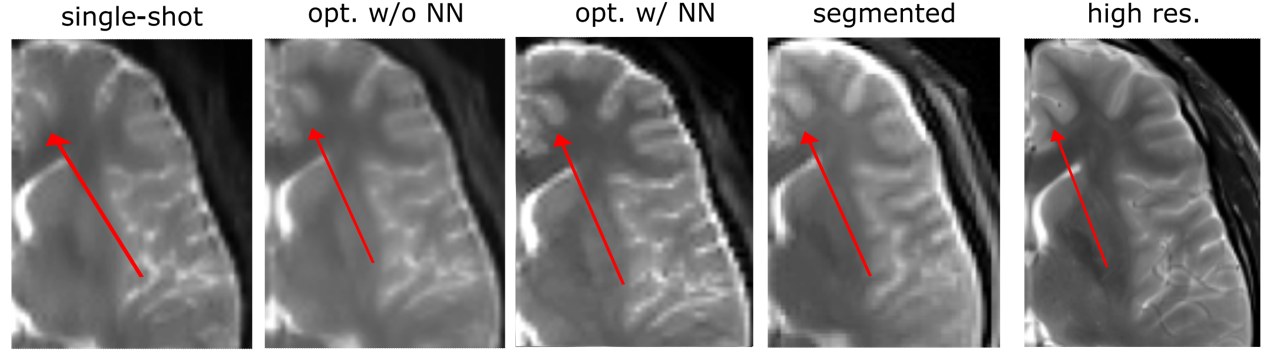 single-shot opt. w/o NN opt. w/ NN segmented high res.